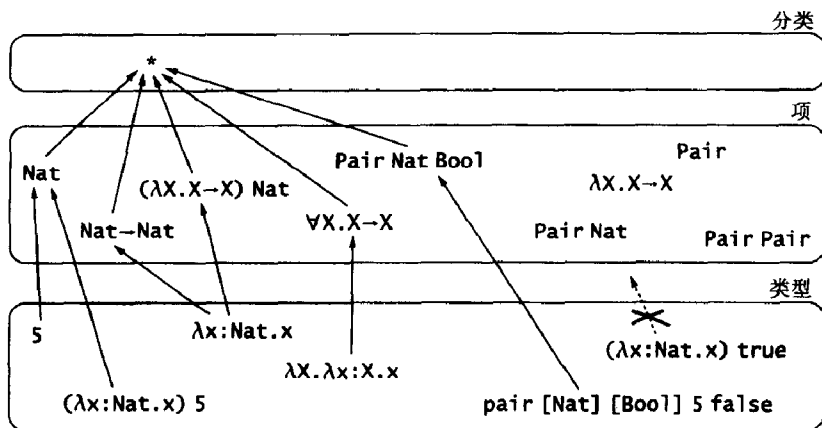 分类
*
项
Nat
(λX.X→X) Nat
Pair Nat Bool
Pair
λX.X→X
Nat→Nat
∀X.X→X
Pair Nat
Pair Pair
类型
5
λx:Nat.x
λX.λx:X.x
(λx:Nat.x) true
(λx:Nat.x) 5
pair [Nat] [Bool] 5 false